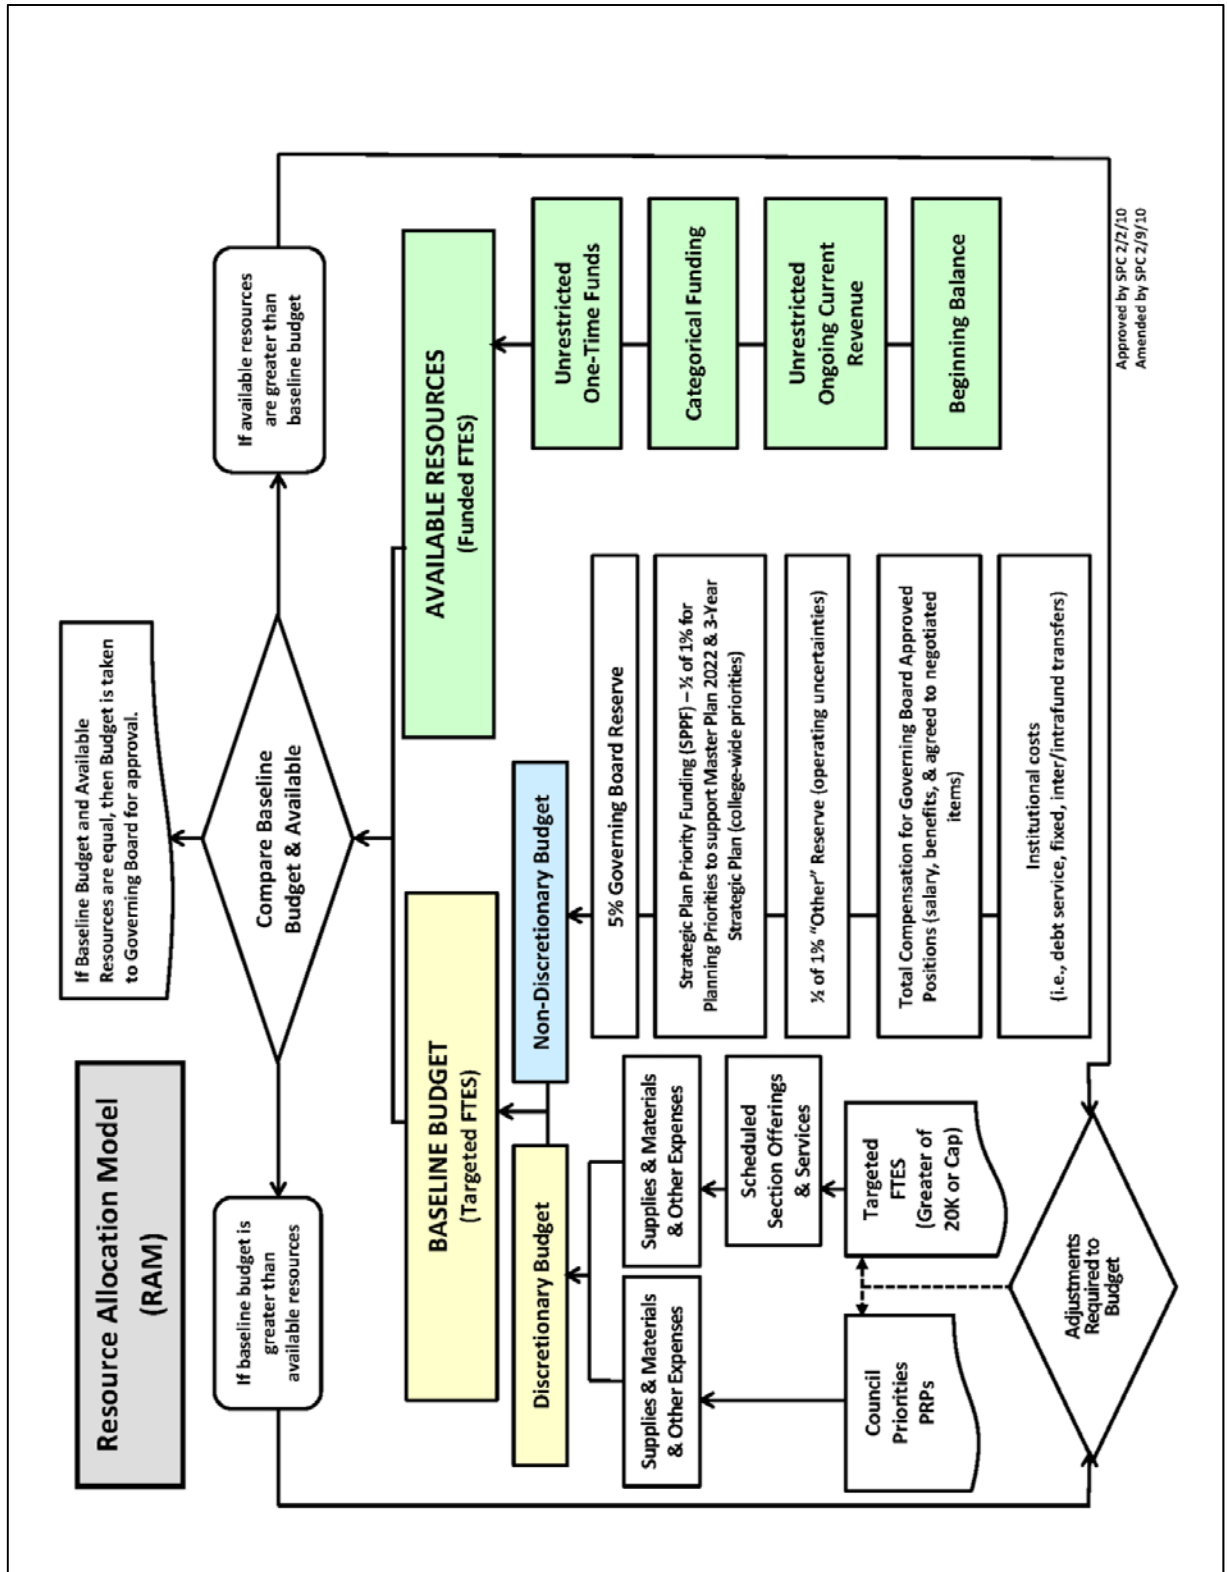 Resource Allocation Model
(RAM)
If Baseline Budget and Available
Resources are equal, then Budget is taken
to Governing Board for approval.
If baseline budget is
greater than
available resources
Compare Baseline
Budget & Available
If available resources
are greater than
baseline budget
BASELINE BUDGET
(Targeted FTES)
AVAILABLE RESOURCES
(Funded FTES)
Discretionary Budget
Non-Discretionary Budget
Supplies & Materials
& Other Expenses
Supplies & Materials
& Other Expenses
Scheduled
Section Offerings
& Services
Council
Priorities
PRPs
Targeted
FTES
(Greater of
20K or Cap)
5% Governing Board Reserve
Strategic Plan Priority Funding (SPPF) – ½ of 1% for
Planning Priorities to support Master Plan 2022 & 3-Year
Strategic Plan (college-wide priorities)
½ of 1% “Other” Reserve (operating uncertainties)
Total Compensation for Governing Board Approved
Positions (salary, benefits, & agreed to negotiated
items)
Institutional costs
(i.e., debt service, fixed, inter/intrafund transfers)
Unrestricted
One-Time Funds
Categorical Funding
Unrestricted
Ongoing Current
Revenue
Beginning Balance
Adjustments
Required to
Budget
Approved by SPC 2/2/10
Amended by SPC 2/9/10